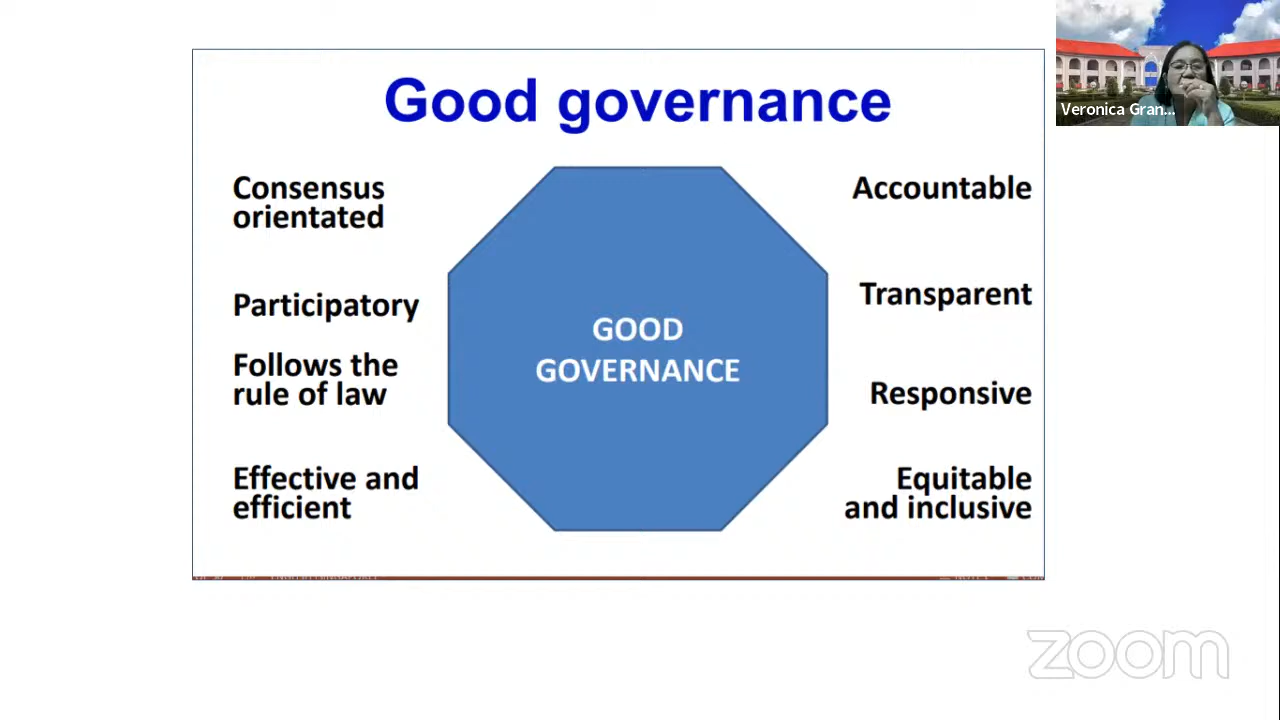 Good governance
Consensus
orientated
Participatory
Follows the
rule of law
Effective and
efficient
GOOD
GOVERNANCE
Accountable
Transparent
Responsive
Equitable
and inclusive
Veronica Gran...
zoom